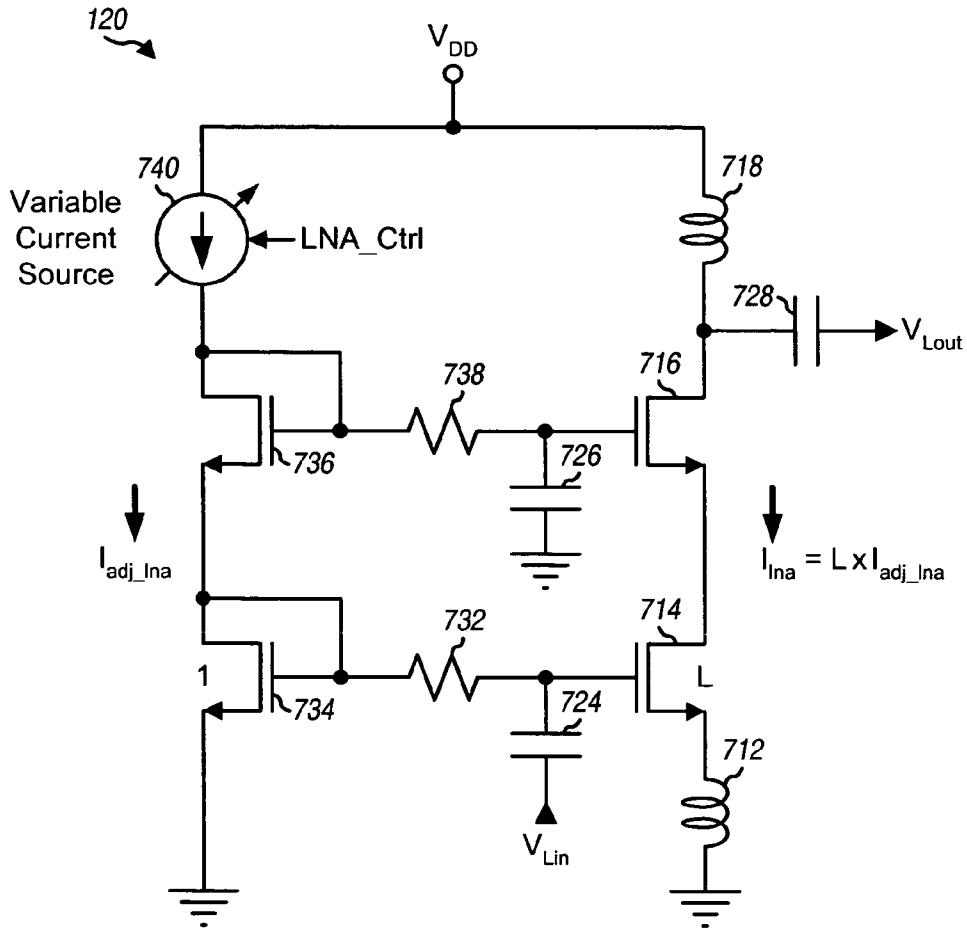 120
V_DD
740
718
Variable
Current
Source
LNA_Ctrl
728
V_Lout
738
716
736
726
I_adj_lna
I_lna = L x I_adj_lna
732
714
1
L
734
724
712
V_Lin